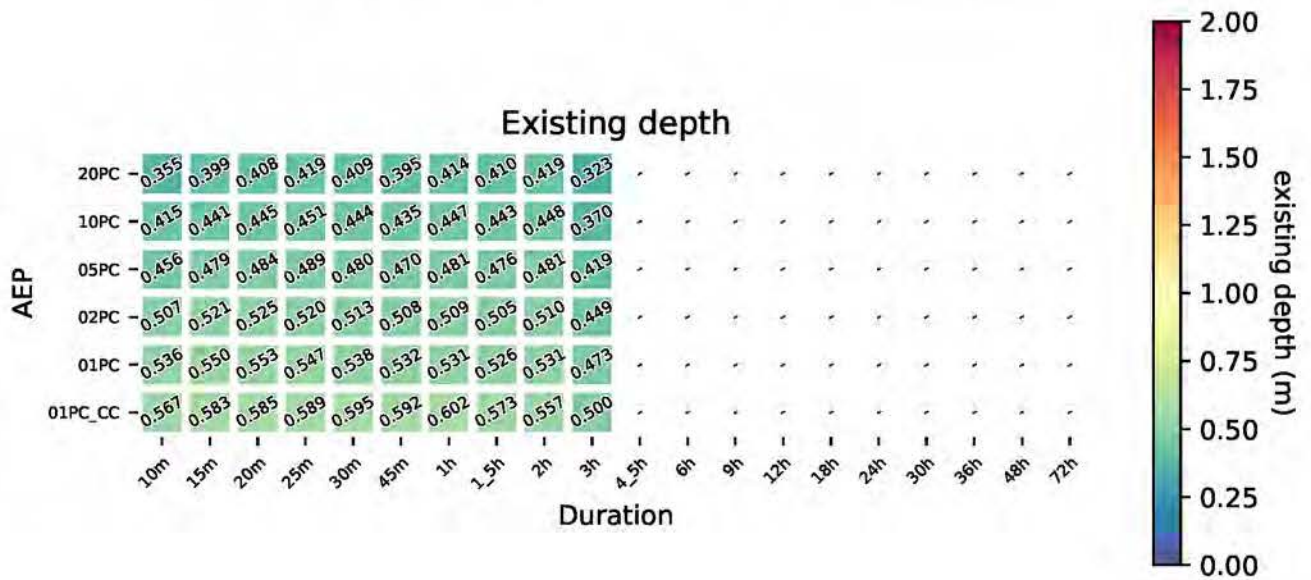 Existing depth
AEP
20PC 0.355 0.399 0.408 0.419 0.409 0.395 0.414 0.410 0.419 0.323 - - - - - - - - - -
10PC 0.415 0.441 0.445 0.451 0.444 0.435 0.447 0.443 0.448 0.370 - - - - - - - - - -
05PC 0.456 0.479 0.484 0.489 0.480 0.470 0.481 0.476 0.481 0.419 - - - - - - - - - -
02PC 0.507 0.521 0.525 0.520 0.513 0.508 0.509 0.505 0.510 0.449 - - - - - - - - - -
01PC 0.536 0.550 0.553 0.547 0.538 0.532 0.531 0.526 0.531 0.473 - - - - - - - - - -
01PC_CC 0.567 0.583 0.585 0.589 0.595 0.592 0.602 0.573 0.557 0.500 - - - - - - - - - -
10m 15m 20m 25m 30m 45m 1h 1_5h 2h 3h 4_5h 6h 9h 12h 18h 24h 30h 36h 48h 72h
Duration
2.00
1.75
1.50
1.25
1.00
0.75
0.50
0.25
0.00
existing depth (m)